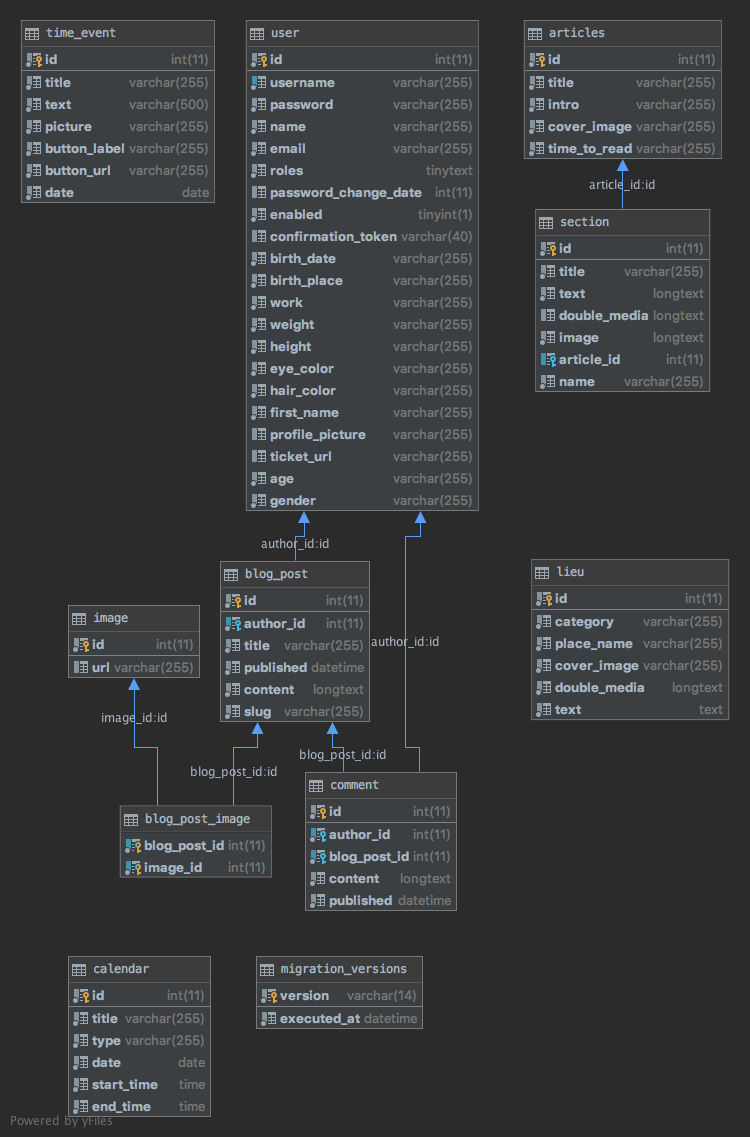 time_event
id int(11)
title varchar(255)
text varchar(500)
picture varchar(255)
button_label varchar(255)
button_url varchar(255)
date date
user
id int(11)
username varchar(255)
password varchar(255)
name varchar(255)
email varchar(255)
roles tinytext
password_change_date int(11)
enabled tinyint(1)
confirmation_token varchar(40)
birth_date varchar(255)
birth_place varchar(255)
work varchar(255)
weight varchar(255)
height varchar(255)
eye_color varchar(255)
hair_color varchar(255)
first_name varchar(255)
profile_picture varchar(255)
ticket_url varchar(255)
age varchar(255)
gender varchar(255)
articles
id int(11)
title varchar(255)
intro varchar(255)
cover_image varchar(255)
time_to_read varchar(255)
article_id:id
section
id int(11)
title varchar(255)
text longtext
double_media longtext
image longtext
article_id int(11)
name varchar(255)
author_id:id
blog_post
id int(11)
author_id int(11)
title varchar(255)
published datetime
content longtext
slug varchar(255)
author_id:id
image
id int(11)
url varchar(255)
image_id:id
blog_post_id:id
blog_post_id:id
lieu
id int(11)
category varchar(255)
place_name varchar(255)
cover_image varchar(255)
double_media longtext
text text
blog_post_image
blog_post_id int(11)
image_id int(11)
comment
id int(11)
author_id int(11)
blog_post_id int(11)
content longtext
published datetime
calendar
id int(11)
title varchar(255)
type varchar(255)
date date
start_time time
end_time time
migration_versions
version varchar(14)
executed_at datetime
Powered by yFiles